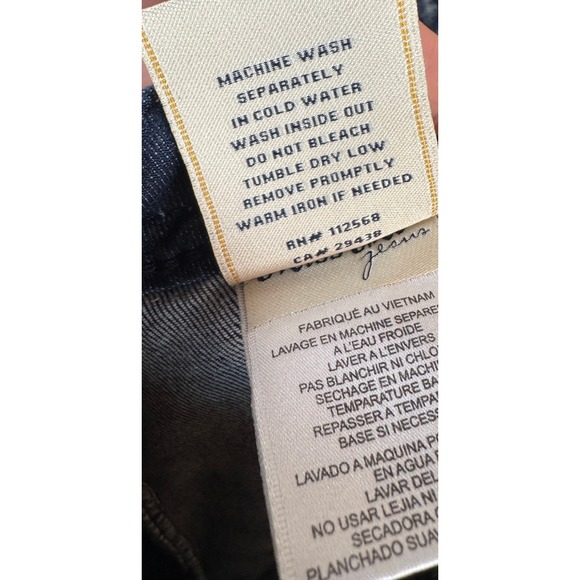 MACHINE WASH
SEPARATELY
IN COLD WATER
WASH INSIDE OUT
DO NOT BLEACH
TUMBLE DRY LOW
REMOVE PROMPTLY
WARM IRON IF NEEDED
RN# 112568
CA# 29438
jeans
FABRIQUÉ AU VIETNAM
LAVAGE EN MACHINE SEPARE
A L'EAU FROIDE
LAVER A L'ENVERS
PAS BLANCHIR NI CHLO
SECHAGE EN MACHI
TEMPARATURE BA
REPASSER A TEMPA
BASE SI NECESS
LAVADO A MAQUINA
EN AGUA
LAVAR DEL
NO USAR LEJIA NI
SECADORA
PLANCHADO SUA